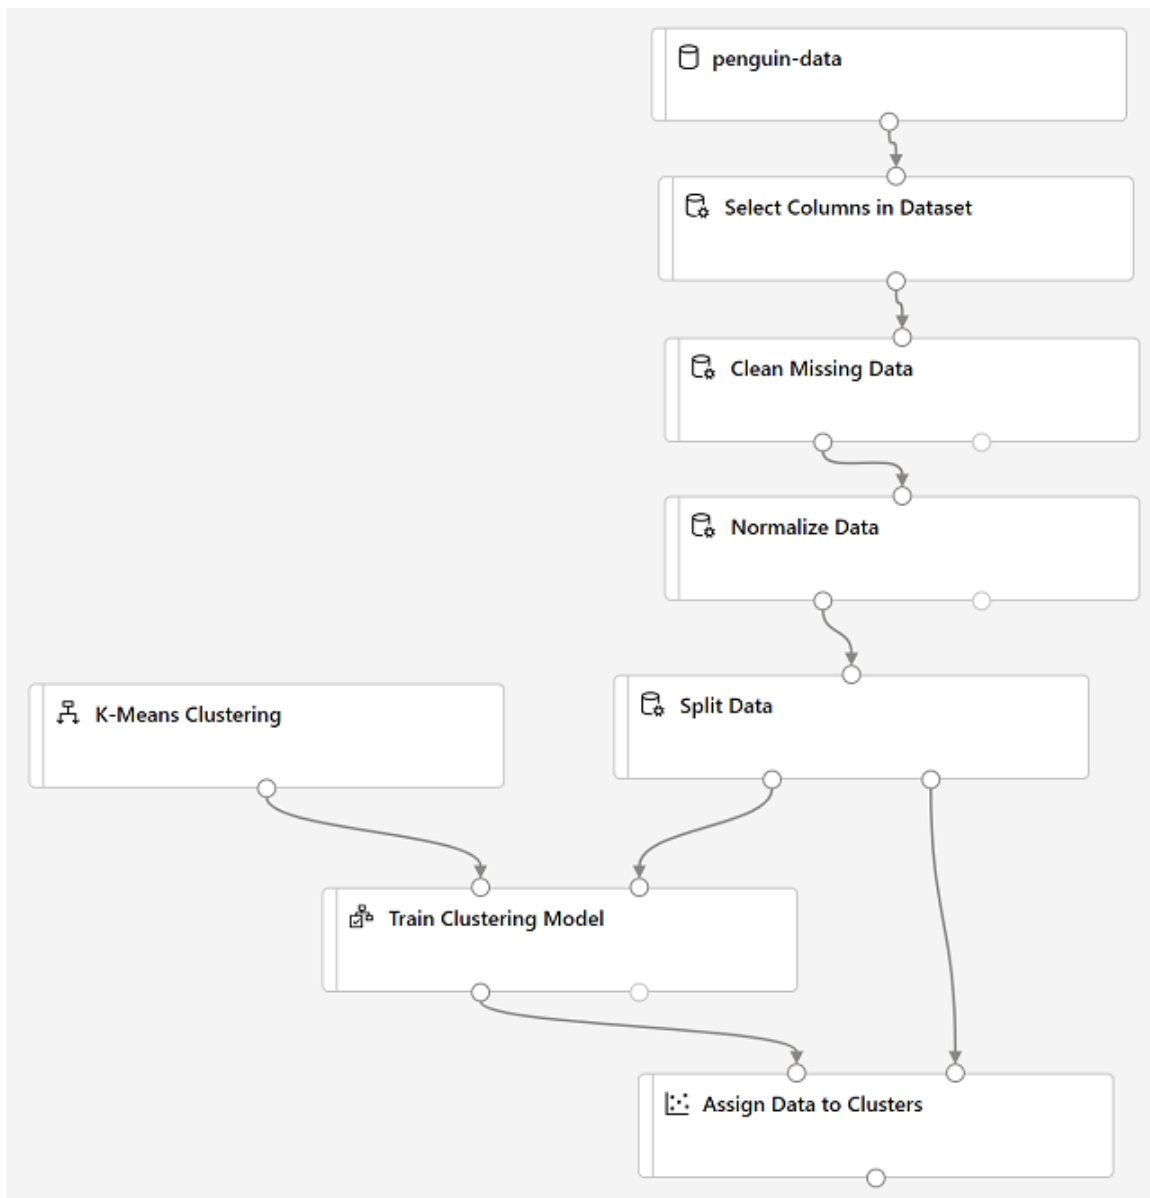 penguin-data
Select Columns in Dataset
Clean Missing Data
Normalize Data
Split Data
K-Means Clustering
Train Clustering Model
Assign Data to Clusters